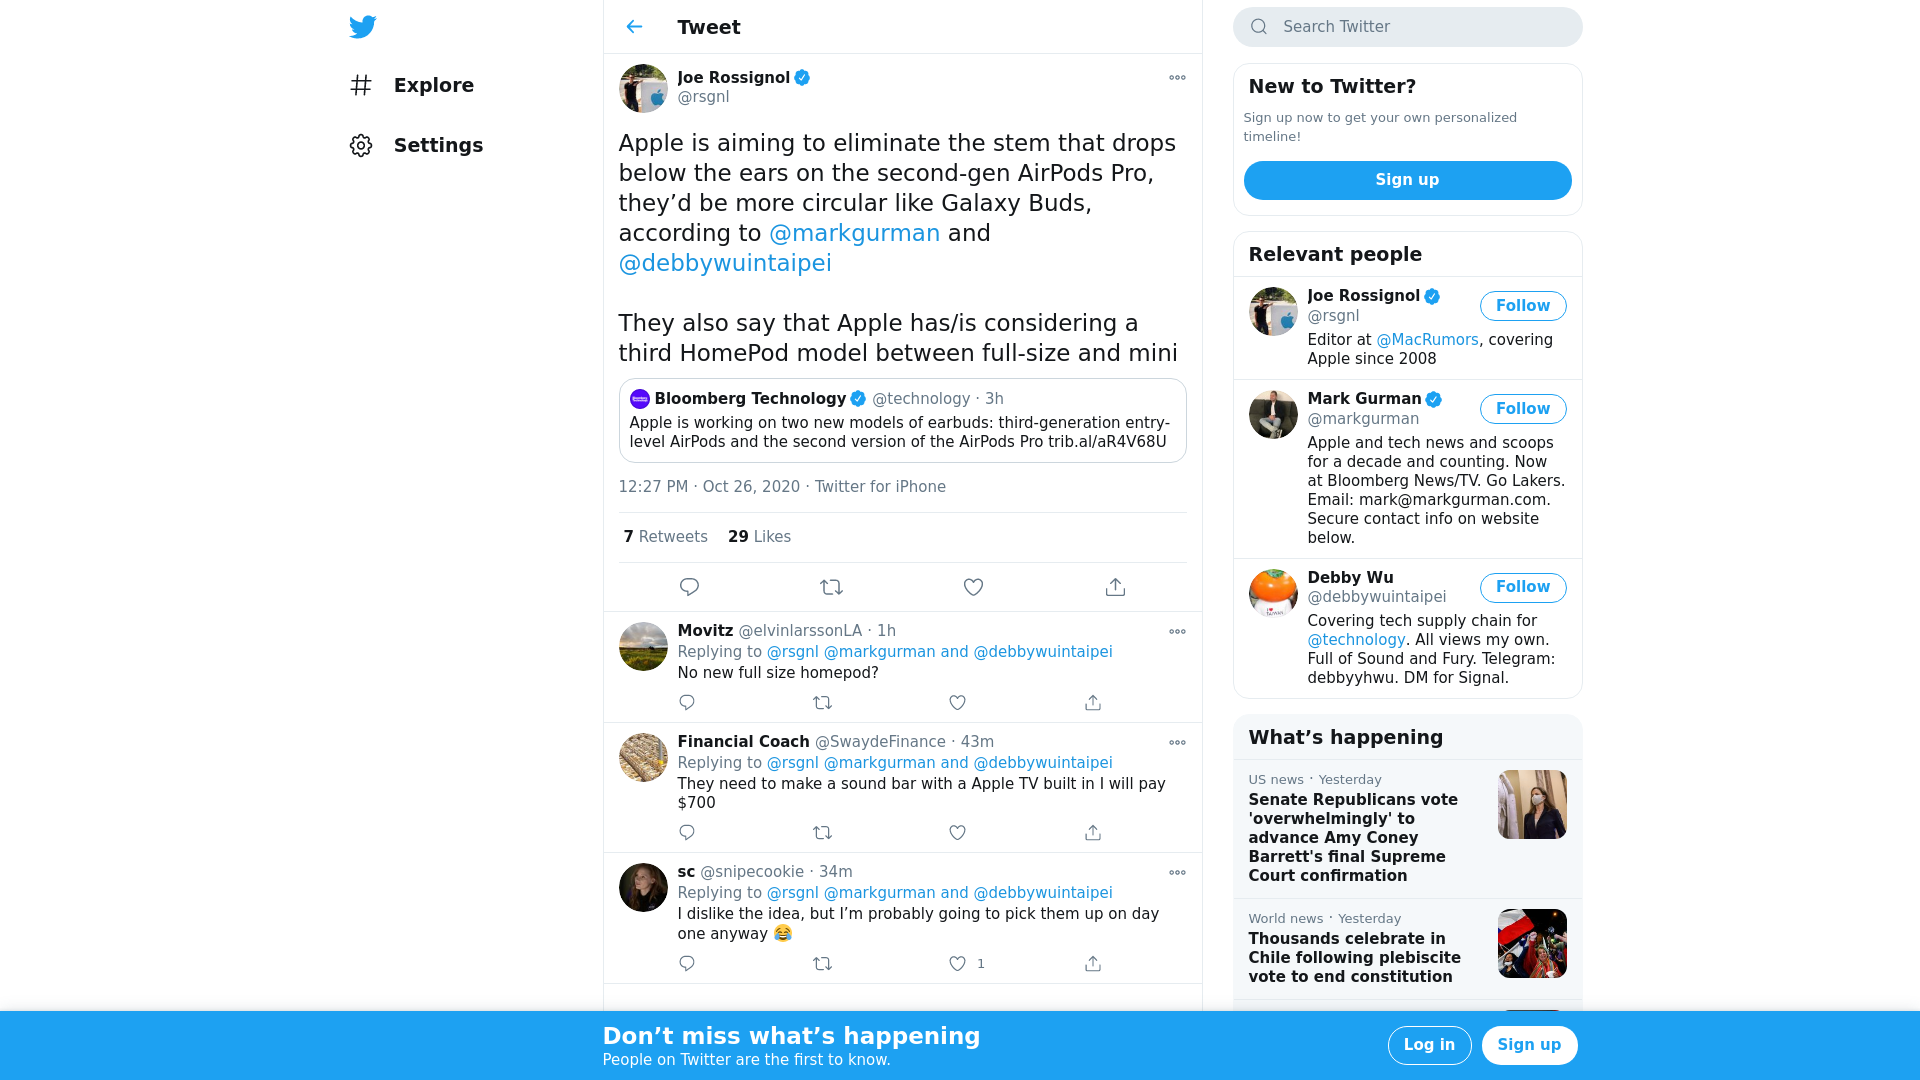 Explore
Settings
Tweet
Joe Rossignol
@rsgnl
Apple is aiming to eliminate the stem that drops
below the ears on the second-gen AirPods Pro,
they’d be more circular like Galaxy Buds,
according to @markgurman and
@debbywuintaipei
They also say that Apple has/is considering a
third HomePod model between full-size and mini
Bloomberg Technology @technology · 3h
Apple is working on two new models of earbuds: third-generation entry-
level AirPods and the second version of the AirPods Pro trib.al/aR4V68U
12:27 PM · Oct 26, 2020 · Twitter for iPhone
7 Retweets 29 Likes
Movitz @elvinlarssonLA · 1h
Replying to @rsgnl @markgurman and @debbywuintaipei
No new full size homepod?
Financial Coach @SwaydeFinance · 43m
Replying to @rsgnl @markgurman and @debbywuintaipei
They need to make a sound bar with a Apple TV built in I will pay
$700
sc @snipecookie · 34m
Replying to @rsgnl @markgurman and @debbywuintaipei
I dislike the idea, but I’m probably going to pick them up on day
one anyway 😂
1
Search Twitter
New to Twitter?
Sign up now to get your own personalized
timeline!
Sign up
Relevant people
Joe Rossignol
@rsgnl
Follow
Editor at @MacRumors, covering
Apple since 2008
Mark Gurman
@markgurman
Follow
Apple and tech news and scoops
for a decade and counting. Now
at Bloomberg News/TV. Go Lakers.
Email: mark@markgurman.com.
Secure contact info on website
below.
Debby Wu
@debbywuintaipei
Follow
Covering tech supply chain for
@technology. All views my own.
Full of Sound and Fury. Telegram:
debbyyhwu. DM for Signal.
What’s happening
US news · Yesterday
Senate Republicans vote
'overwhelmingly' to
advance Amy Coney
Barrett's final Supreme
Court confirmation
World news · Yesterday
Thousands celebrate in
Chile following plebiscite
vote to end constitution
Don’t miss what’s happening
People on Twitter are the first to know.
Log in
Sign up